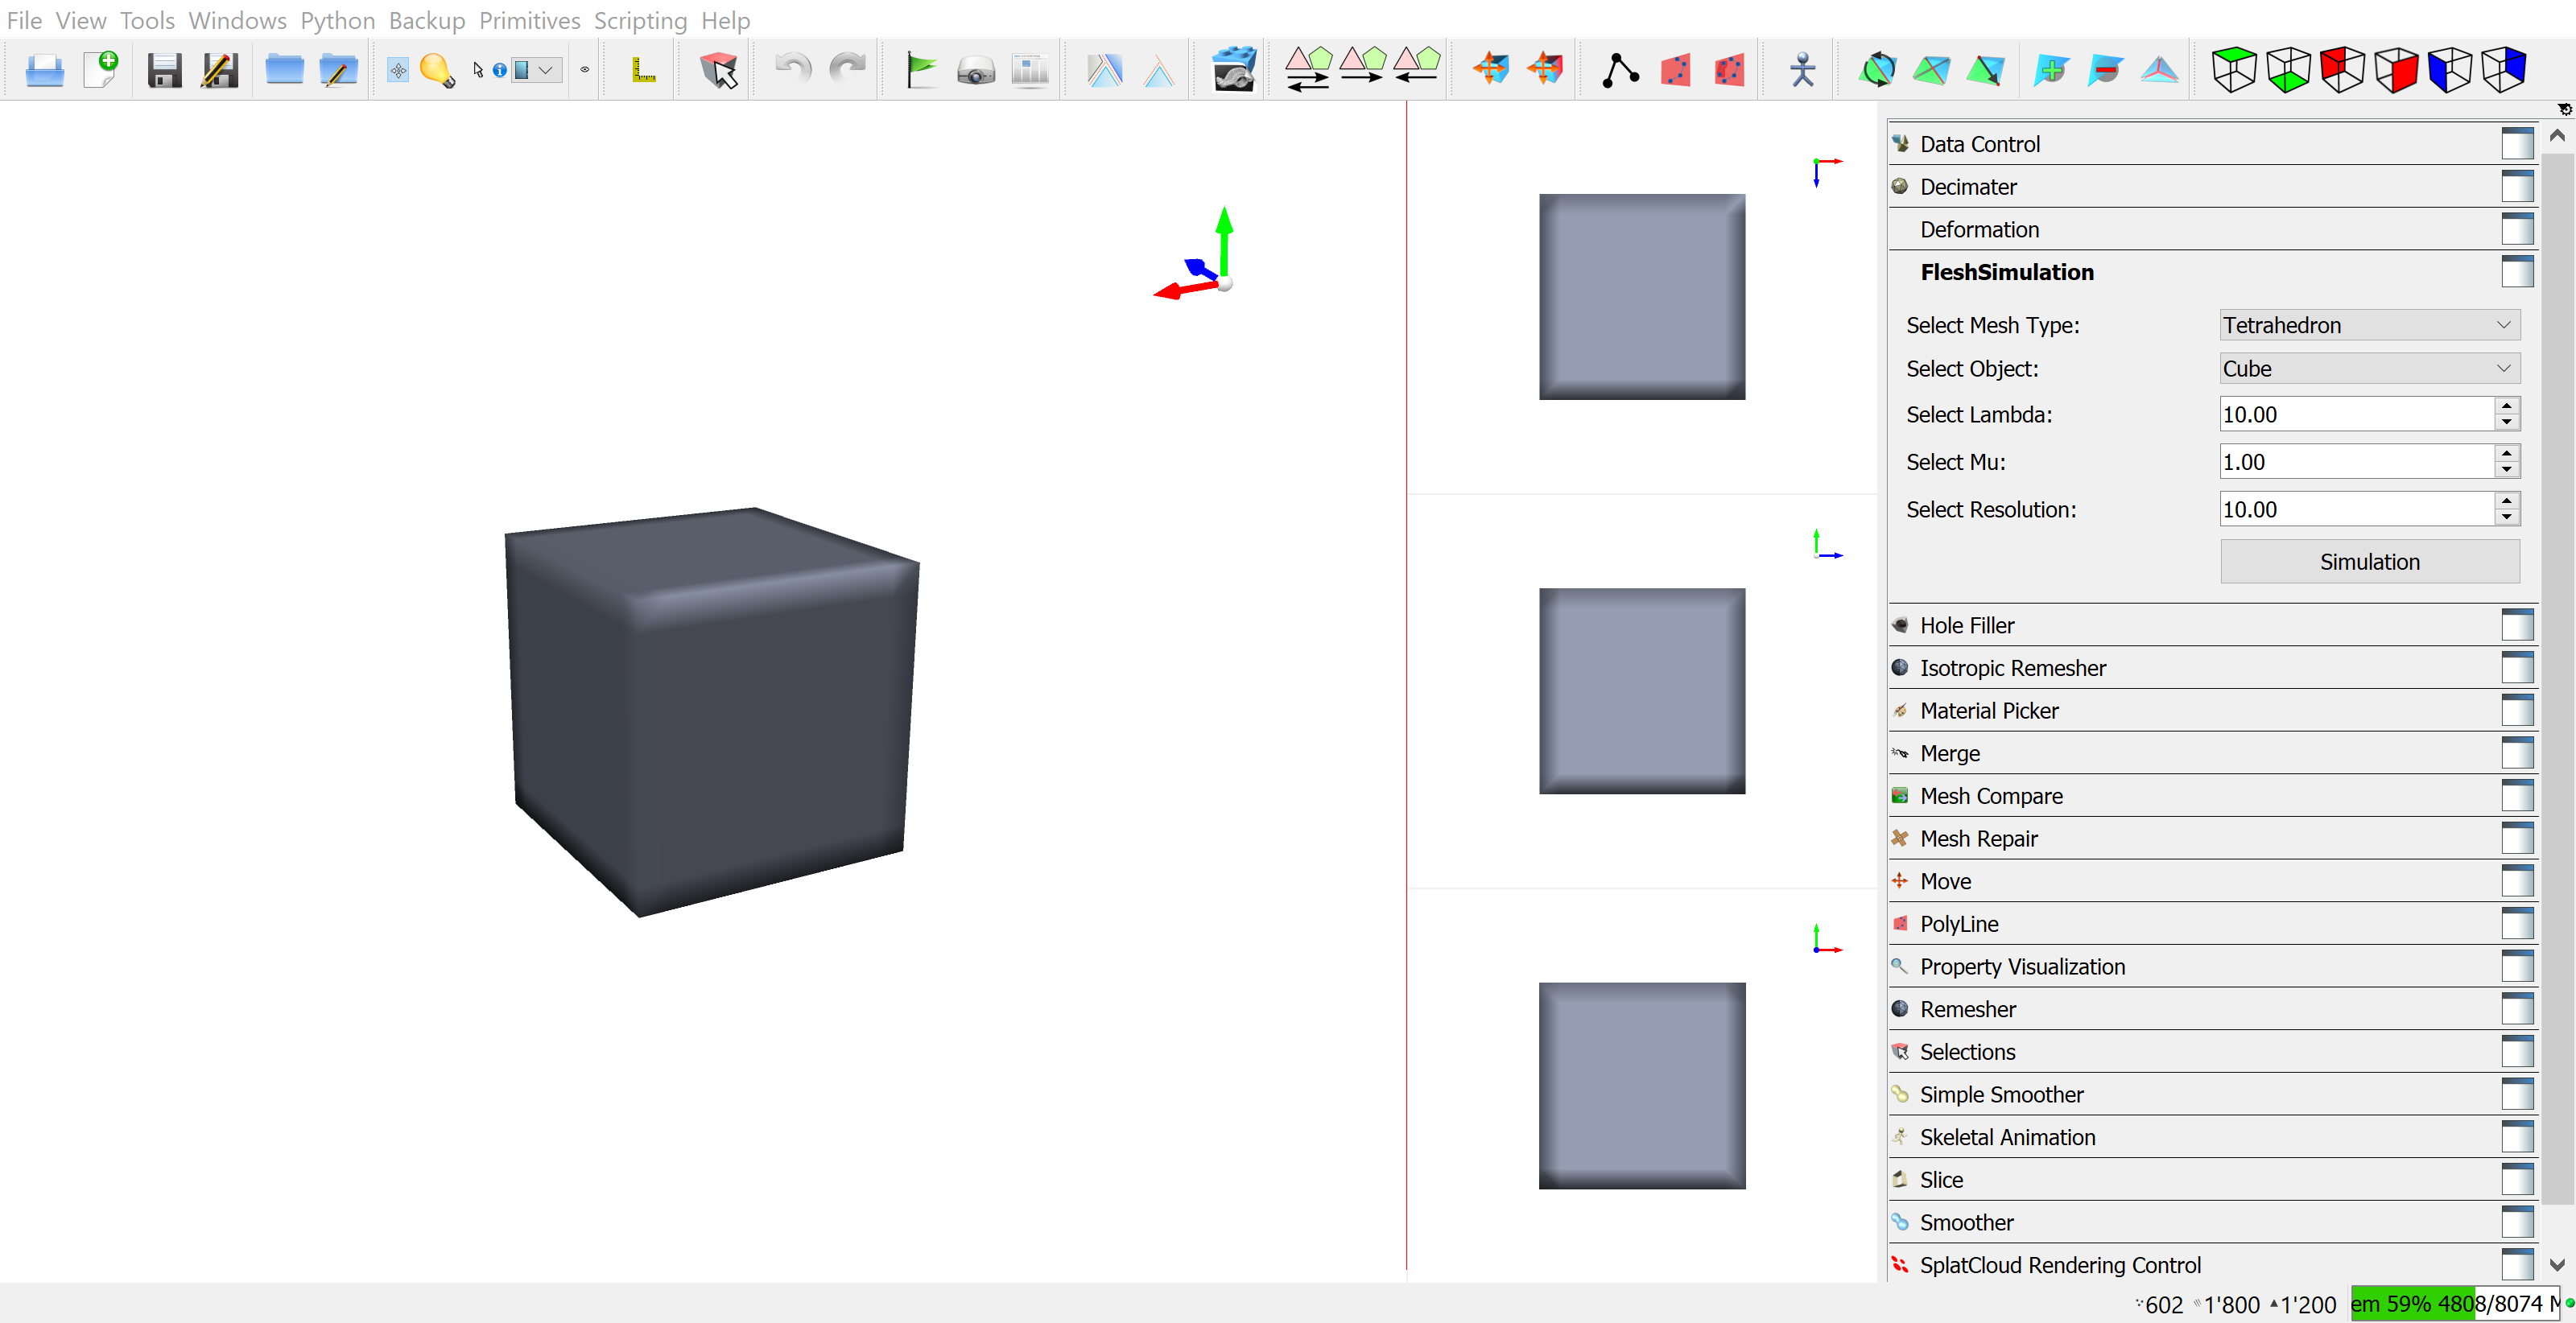 File View Tools Windows Python Backup Primitives Scripting Help
Data Control
Decimater
Deformation
FleshSimulation
Select Mesh Type: Tetrahedron
Select Object: Cube
Select Lambda: 10.00
Select Mu: 1.00
Select Resolution: 10.00
Simulation
Hole Filler
Isotropic Remesher
Material Picker
Merge
Mesh Compare
Mesh Repair
Move
PolyLine
Property Visualization
Remesher
Selections
Simple Smoother
Skeletal Animation
Slice
Smoother
SplatCloud Rendering Control
602 1'800 1'200 em 59% 4808/8074 M